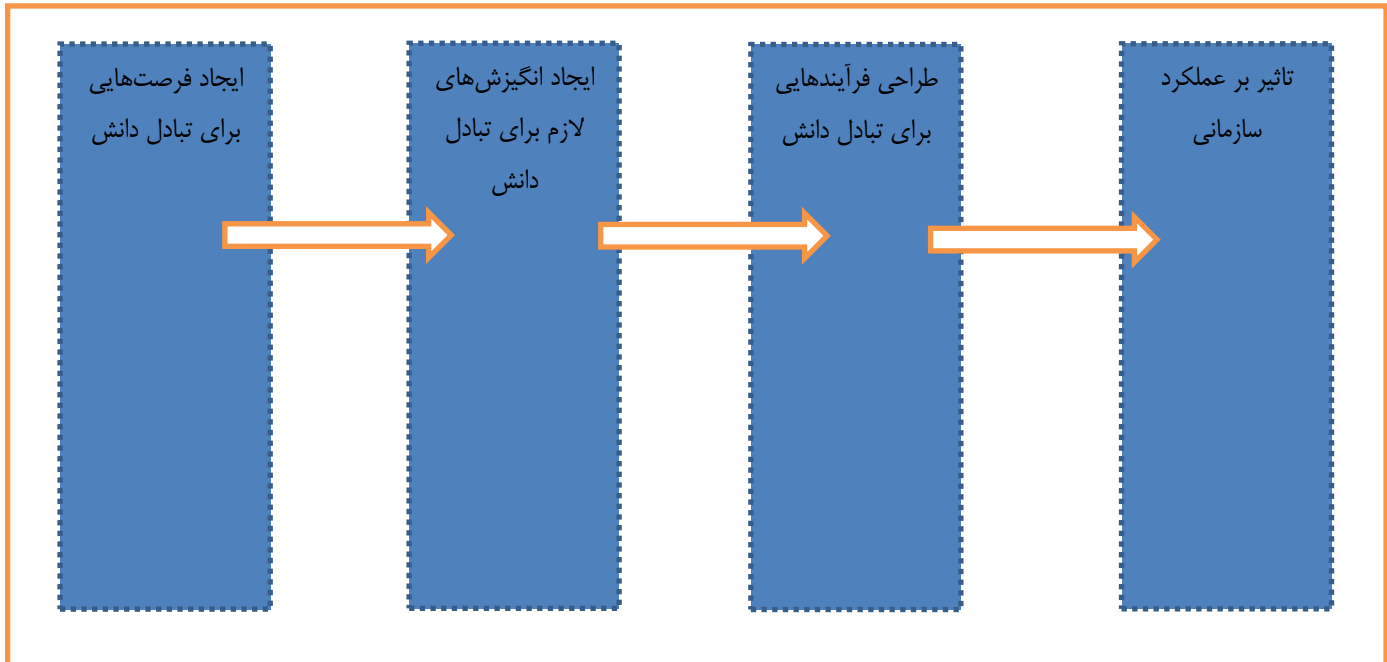 ایجاد فرصت‌هایی
برای تبادل دانش
ایجاد انگیزش‌های
لازم برای تبادل
دانش
طراحی فرآیندهایی
برای تبادل دانش
تاثیر بر عملکرد
سازمانی